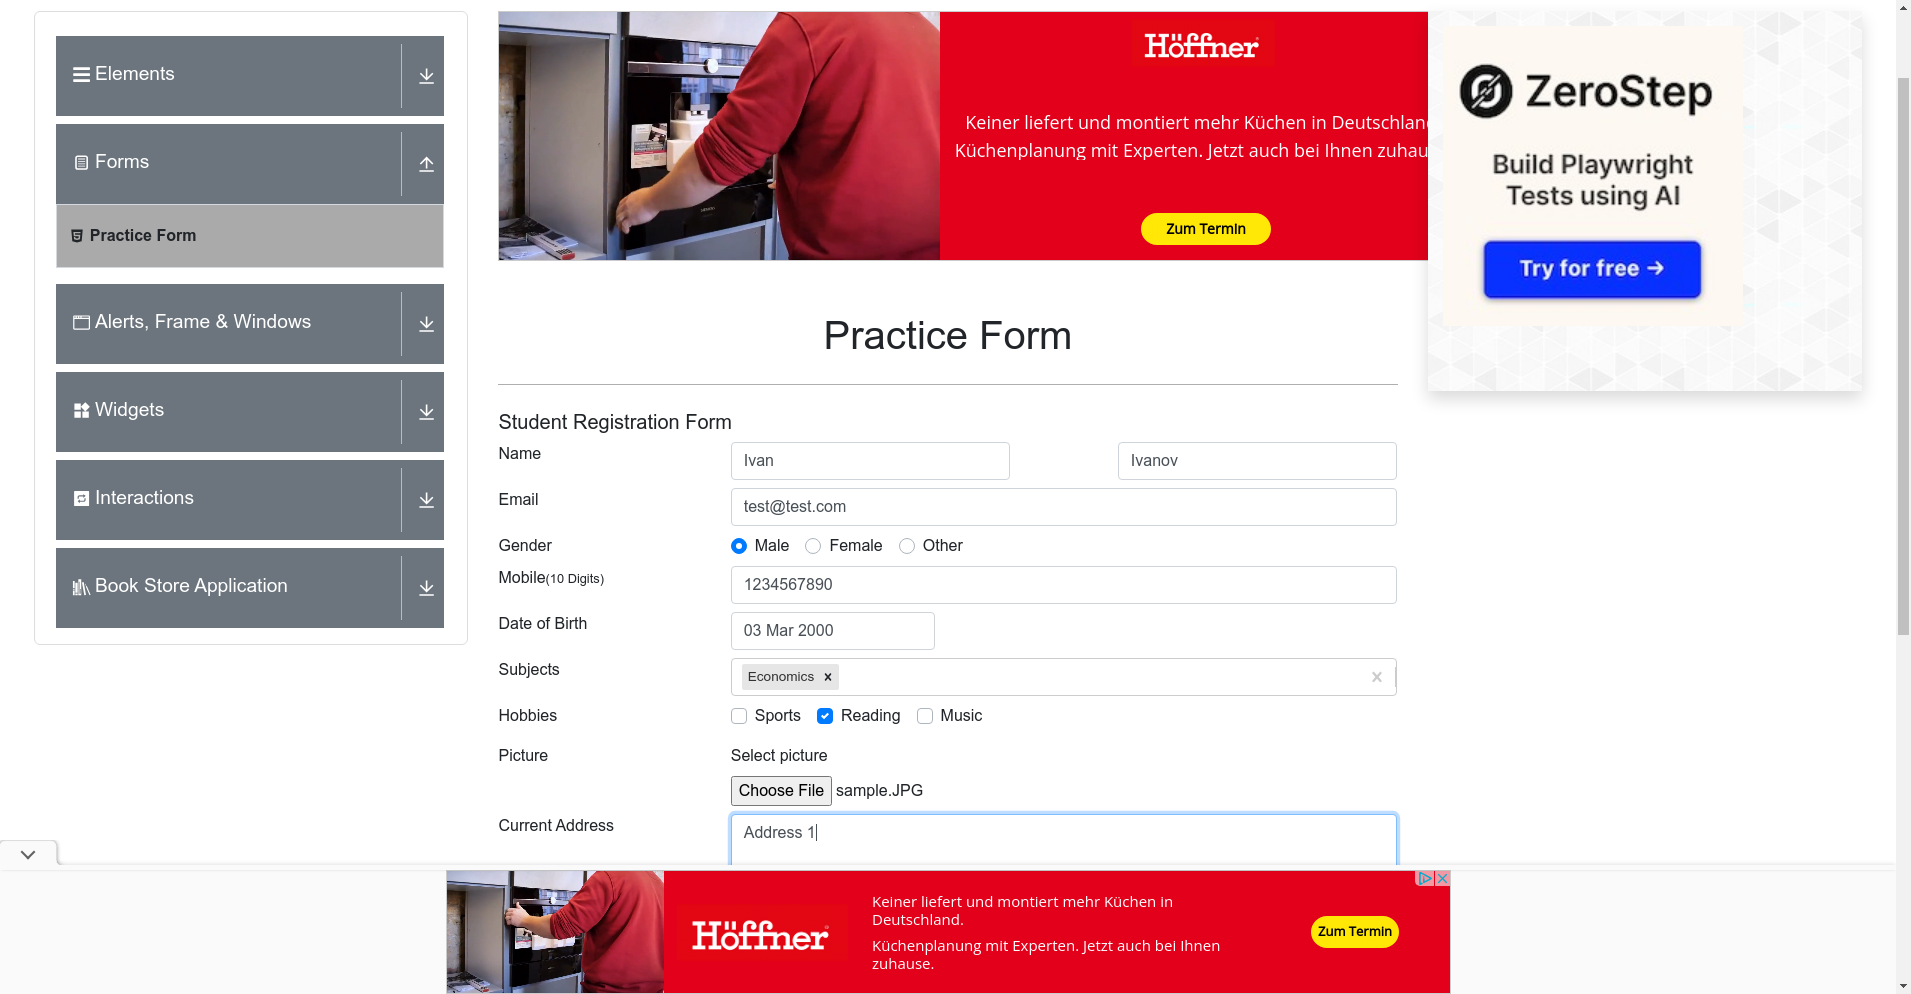 Elements
Forms
Practice Form
Alerts, Frame & Windows
Widgets
Interactions
Book Store Application
Höffner
Keiner liefert und montiert mehr Küchen in Deutschlan
Küchenplanung mit Experten. Jetzt auch bei Ihnen zuhau
Zum Termin
ZeroStep
Build Playwright
Tests using AI
Try for free →
Practice Form
Student Registration Form
Name Ivan Ivanov
Email test@test.com
Gender Male Female Other
Mobile(10 Digits) 1234567890
Date of Birth 03 Mar 2000
Subjects Economics
Hobbies Sports Reading Music
Picture Select picture
Choose File sample.JPG
Current Address Address 1
Höffner
Keiner liefert und montiert mehr Küchen in
Deutschland.
Küchenplanung mit Experten. Jetzt auch bei Ihnen
zuhause.
Zum Termin